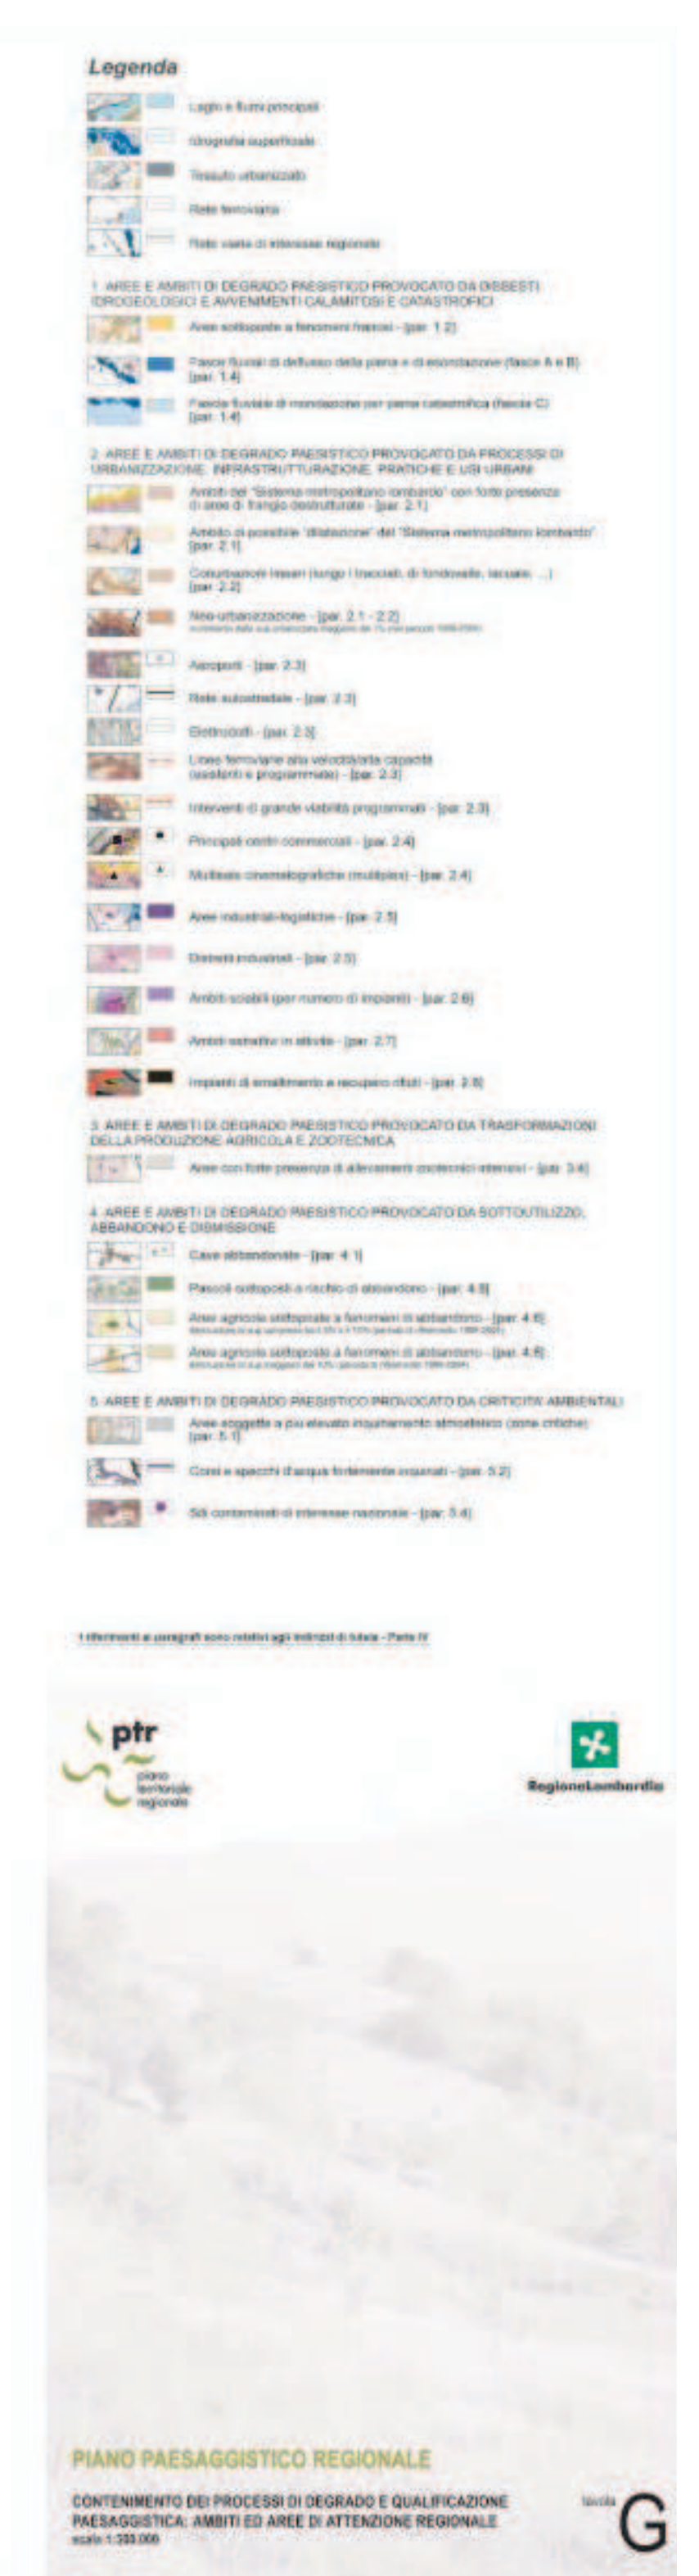 Legenda
Laghi e fiumi principali
Idrografia superficiale
Tessuto urbanizzato
Rete ferroviaria
Rete viaria di interesse regionale
1. AREE E AMBITI DI DEGRADO PAESISTICO PROVOCATO DA DISSESTI
IDROGEOLOGICI E AVVENIMENTI CALAMITOSI E CATASTROFICI
Aree sottoposte a fenomeni franosi - [par. 1.2]
Fasce fluviali di deflusso della piena e di esondazione (fasce A e B)
[par. 1.4]
Fascia fluviale di inondazione per piena catastrofica (fascia C)
[par. 1.4]
2. AREE E AMBITI DI DEGRADO PAESISTICO PROVOCATO DA PROCESSI DI
URBANIZZAZIONE, INFRASTRUTTURAZIONE, PRATICHE E USI URBANI
Ambiti del "Sistema metropolitano lombardo" con forte presenza
di aree di frangia destrutturate - [par. 2.1]
Ambito di possibile "dilatazione" del "Sistema metropolitano lombardo"
[par. 2.1]
Conurbazioni lineari (lungo i tracciati, di fondovalle, lacuale, ...)
[par. 2.2]
Neo-urbanizzazione - [par. 2.1 - 2.2]
Aeroporti - [par. 2.3]
Rete autostradale - [par. 2.3]
Elettrodotti - [par. 2.3]
Linee ferroviarie alta velocità/alta capacità
(esistenti e programmate) - [par. 2.3]
Interventi di grande viabilità programmati - [par. 2.3]
Principali centri commerciali - [par. 2.4]
Multisale cinematografiche (multiplex) - [par. 2.4]
Aree industriali-logistiche - [par. 2.5]
Distretti industriali - [par. 2.5]
Ambiti sciabili (per numero di impianti) - [par. 2.6]
Ambiti estrattivi in attività - [par. 2.7]
Impianti di smaltimento e recupero rifiuti - [par. 2.8]
3. AREE E AMBITI DI DEGRADO PAESISTICO PROVOCATO DA TRASFORMAZIONI
DELLA PRODUZIONE AGRICOLA E ZOOTECNICA
Aree con forte presenza di allevamenti zootecnici intensivi - [par. 3.4]
4. AREE E AMBITI DI DEGRADO PAESISTICO PROVOCATO DA SOTTOUTILIZZO,
ABBANDONO E DISMISSIONE
Cave abbandonate - [par. 4.1]
Pascoli sottoposti a rischio di abbandono - [par. 4.8]
Aree agricole sottoposte a fenomeni di abbandono - [par. 4.8]
Aree agricole sottoposte a fenomeni di abbandono - [par. 4.8]
5. AREE E AMBITI DI DEGRADO PAESISTICO PROVOCATO DA CRITICITA' AMBIENTALI
Aree soggette a più elevato inquinamento atmosferico (zone critiche)
[par. 5.1]
Corsi e specchi d'acqua fortemente inquinati - [par. 5.2]
Siti contaminati di interesse nazionale - [par. 5.4]
I riferimenti ai paragrafi sono relativi agli Indirizzi di tutela - Parte IV
ptr
piano
territoriale
regionale
RegioneLombardia
PIANO PAESAGGISTICO REGIONALE
CONTENIMENTO DEI PROCESSI DI DEGRADO E QUALIFICAZIONE
PAESAGGISTICA: AMBITI ED AREE DI ATTENZIONE REGIONALE
scala 1:300.000
tavola G